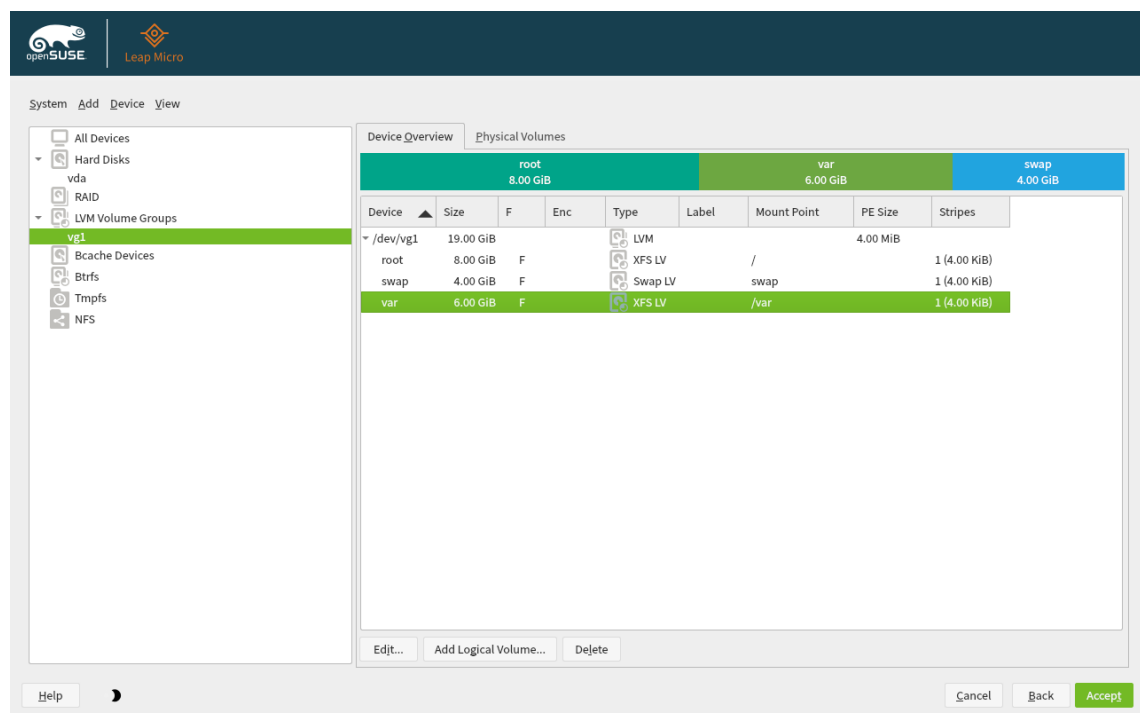 openSUSE. Leap Micro
System Add Device View
All Devices
Hard Disks
vda
RAID
LVM Volume Groups
vg1
Bcache Devices
Btrfs
Tmpfs
NFS
Device Overview Physical Volumes
root var swap
8.00 GiB 6.00 GiB 4.00 GiB
Device Size F Enc Type Label Mount Point PE Size Stripes
/dev/vg1 19.00 GiB LVM 4.00 MiB
root 8.00 GiB F XFS LV / 1 (4.00 KiB)
swap 4.00 GiB F Swap LV swap 1 (4.00 KiB)
var 6.00 GiB F XFS LV /var 1 (4.00 KiB)
Edit... Add Logical Volume... Delete
Help Cancel Back Accept